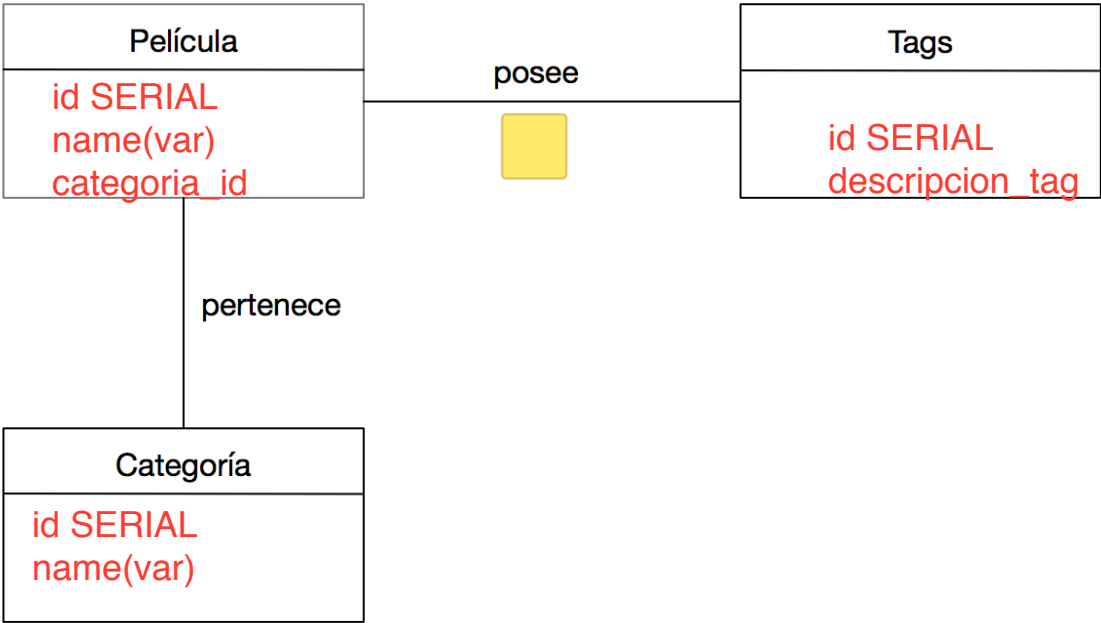 Película
id SERIAL
name(var)
categoria_id
posee
Tags
id SERIAL
descripcion_tag
pertenece
Categoría
id SERIAL
name(var)